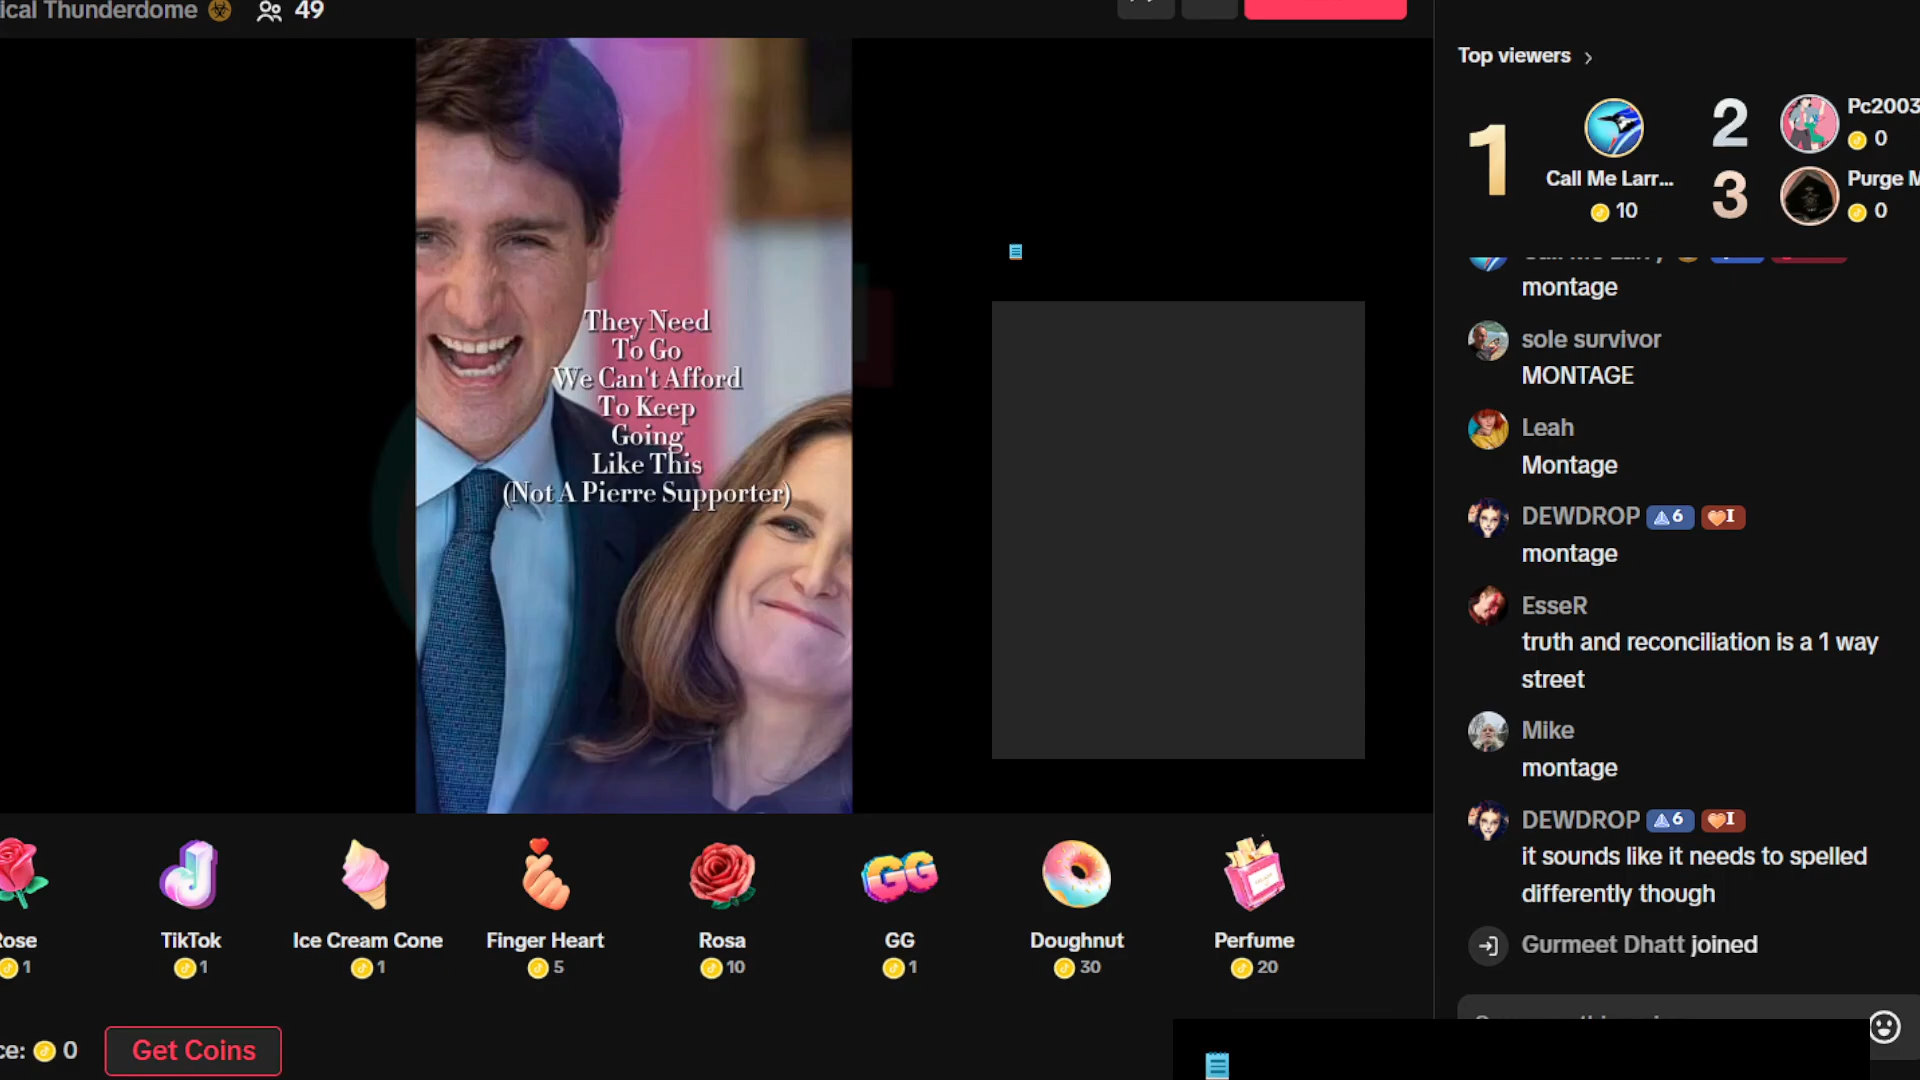 ical Thunderdome 49
Top viewers
1
Call Me Larr...
10
2
Pc2003
0
3
Purge M
0
They Need
To Go
We Can't Afford
To Keep
Going
Like This
(Not A Pierre Supporter)
montage
sole survivor
MONTAGE
Leah
Montage
DEWDROP 6 I
montage
EsseR
truth and reconciliation is a 1 way
street
Mike
montage
DEWDROP 6 I
it sounds like it needs to spelled
differently though
Gurmeet Dhatt joined
Rose
1
TikTok
1
Ice Cream Cone
1
Finger Heart
5
Rosa
10
GG
GG
1
Doughnut
30
Perfume
20
ce: 0
Get Coins